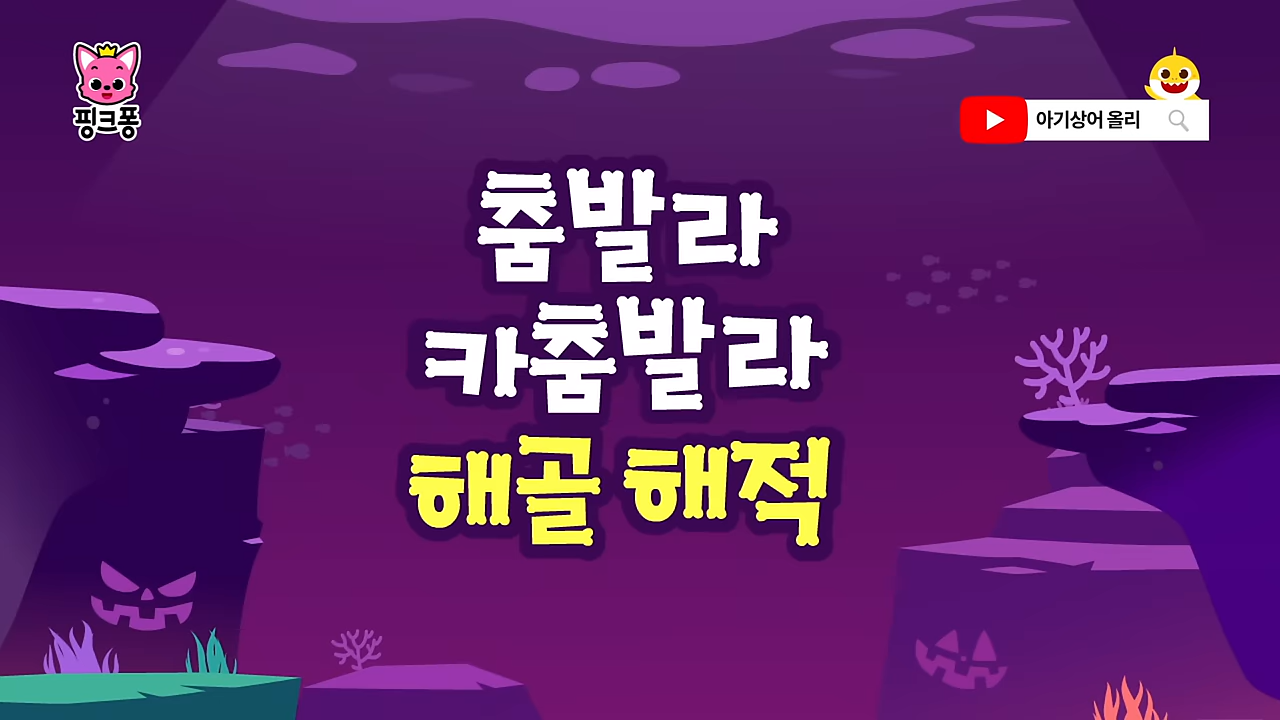 핑크퐁
아기상어 올리
춤발라
카춤발라
해골 해적